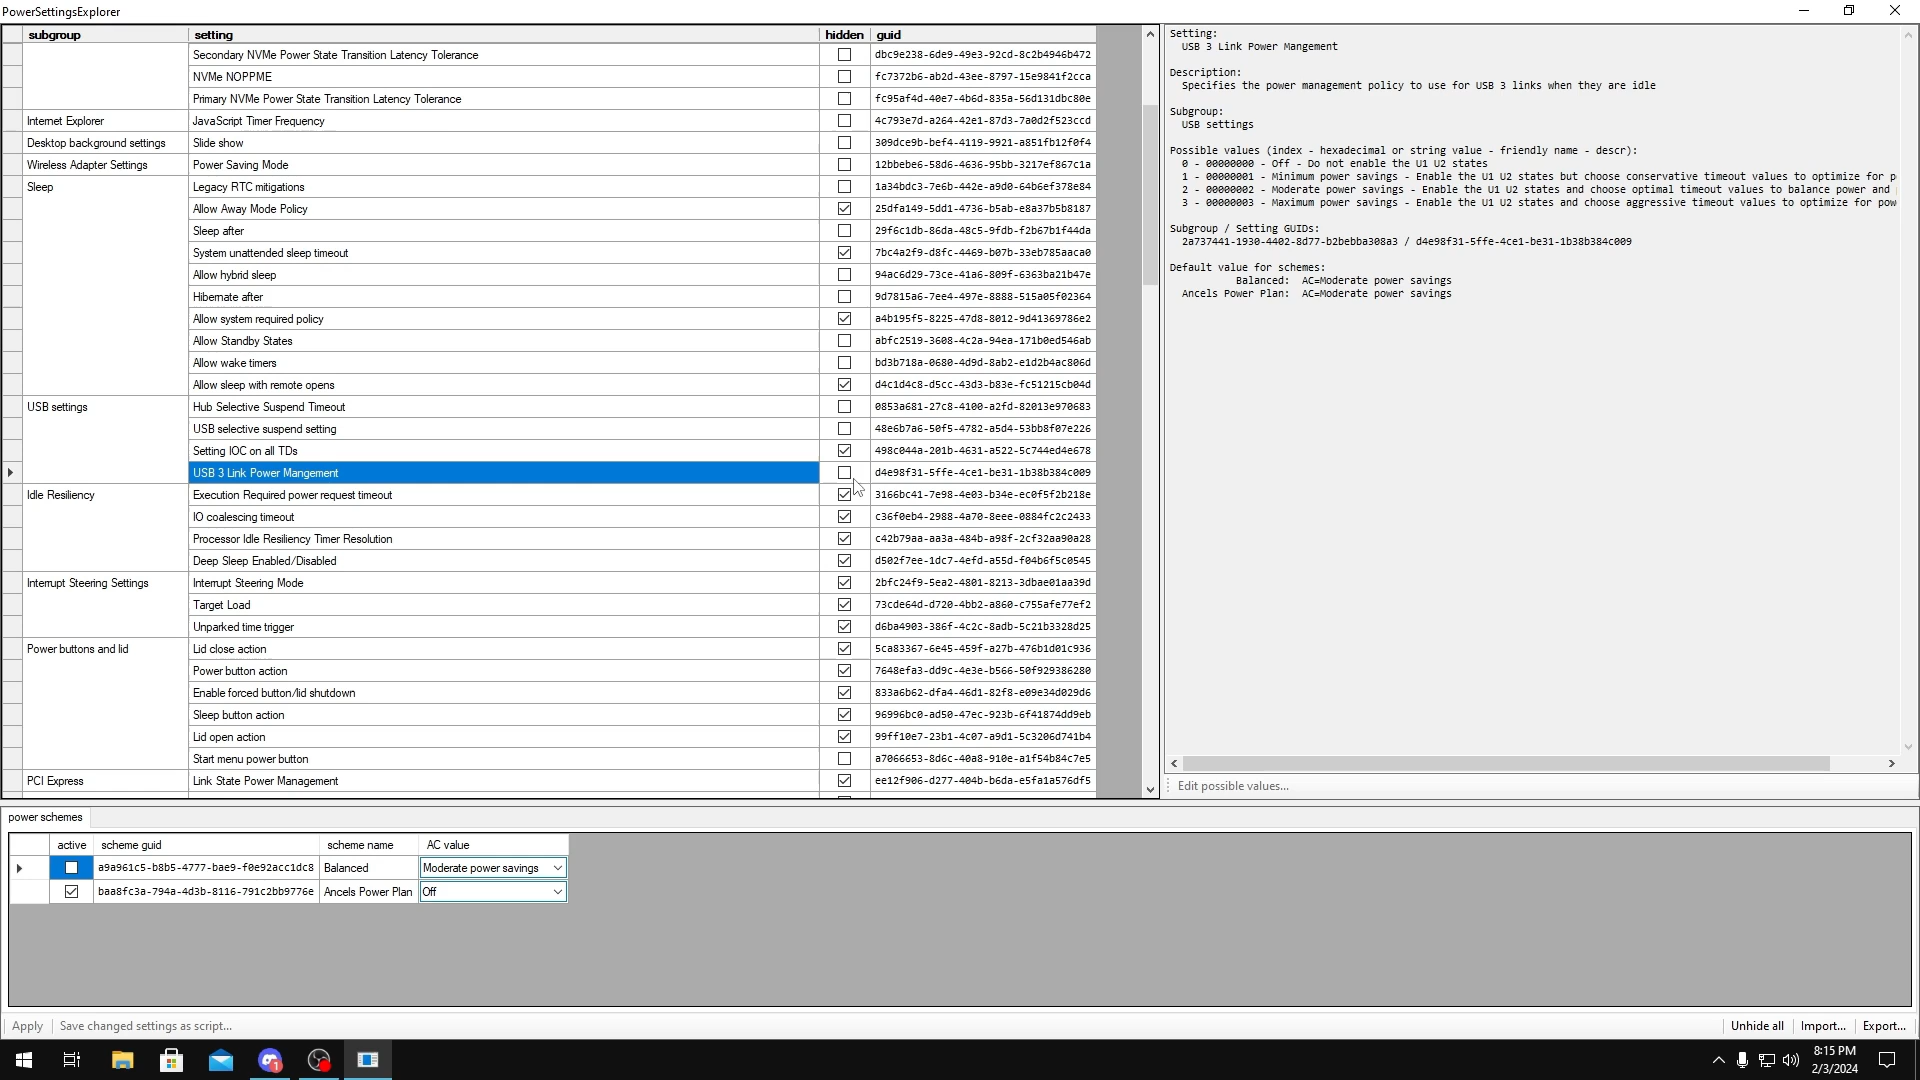 PowerSettingsExplorer
subgroup setting hidden guid
Secondary NVMe Power State Transition Latency Tolerance dbc9e238-6de9-49e3-92cd-8c2b4946b472
NVMe NOPPME fc7372b6-ab2d-43ee-8797-15e9841f2cca
Primary NVMe Power State Transition Latency Tolerance fc95af4d-40e7-4b6d-835a-56d131dbc80e
Internet Explorer JavaScript Timer Frequency 4c793e7d-a264-42e1-87d3-7a0d2f523ccd
Desktop background settings Slide show 309dce9b-bef4-4119-9921-a851fb12f0f4
Wireless Adapter Settings Power Saving Mode 12bbebe6-58d6-4636-95bb-3217ef867c1a
Sleep Legacy RTC mitigations 1a34bdc3-7e6b-442e-a9d0-64b6ef378e84
Allow Away Mode Policy 25dfa149-5dd1-4736-b5ab-e8a37b5b8187
Sleep after 29f6c1db-86da-48c5-9fdb-f2b67b1f44da
System unattended sleep timeout 7bc4a2f9-d8fc-4469-b07b-33eb785aaca0
Allow hybrid sleep 94ac6d29-73ce-41a6-809f-6363ba21b47e
Hibernate after 9d7815a6-7ee4-497e-8888-515a05f02364
Allow system required policy a4b195f5-8225-47d8-8012-9d41369786e2
Allow Standby States abfc2519-3608-4c2a-94ea-171b0ed546ab
Allow wake timers bd3b718a-0680-4d9d-8ab2-e1d2b4ac806d
Allow sleep with remote opens d4c1d4c8-d5cc-43d3-b83e-fc51215cb04d
USB settings Hub Selective Suspend Timeout 0853a681-27c8-4100-a2fd-82013e970683
USB selective suspend setting 48e6b7a6-50f5-4782-a5d4-53bb8f07e226
Setting IOC on all TDs 498c044a-201b-4631-a522-5c744ed4e678
USB 3 Link Power Mangement d4e98f31-5ffe-4ce1-be31-1b38b384c009
Idle Resiliency Execution Required power request timeout 3166bc41-7e98-4e03-b34e-ec0f5f2b218e
IO coalescing timeout c36f0eb4-2988-4a70-8eee-0884fc2c2433
Processor Idle Resiliency Timer Resolution c42b79aa-aa3a-484b-a98f-2cf32aa90a28
Deep Sleep Enabled/Disabled d502f7ee-1dc7-4efd-a55d-f04b6f5c0545
Interrupt Steering Settings Interrupt Steering Mode 2bfc24f9-5ea2-4801-8213-3dbae01aa39d
Target Load 73cde64d-d720-4bb2-a860-c755afe77ef2
Unparked time trigger d6ba4903-386f-4c2c-8adb-5c21b3328d25
Power buttons and lid Lid close action 5ca83367-6e45-459f-a27b-476b1d01c936
Power button action 7648efa3-dd9c-4e3e-b566-50f929386280
Enable forced button/lid shutdown 833a6b62-dfa4-46d1-82f8-e09e34d029d6
Sleep button action 96996bc0-ad50-47ec-923b-6f41874dd9eb
Lid open action 99ff10e7-23b1-4c07-a9d1-5c3206d741b4
Start menu power button a7066653-8d6c-40a8-910e-a1f54b84c7e5
PCI Express Link State Power Management ee12f906-d277-404b-b6da-e5fa1a576df5
Setting:
USB 3 Link Power Mangement
Description:
Specifies the power management policy to use for USB 3 links when they are idle
Subgroup:
USB settings
Possible values (index - hexadecimal or string value - friendly name - descr):
0 - 00000000 - Off - Do not enable the U1 U2 states
1 - 00000001 - Minimum power savings - Enable the U1 U2 states but choose conservative timeout values to optimize for p
2 - 00000002 - Moderate power savings - Enable the U1 U2 states and choose optimal timeout values to balance power and
3 - 00000003 - Maximum power savings - Enable the U1 U2 states and choose aggressive timeout values to optimize for pow
Subgroup / Setting GUIDs:
2a737441-1930-4402-8d77-b2bebba308a3 / d4e98f31-5ffe-4ce1-be31-1b38b384c009
Default value for schemes:
Balanced: AC=Moderate power savings
Ancels Power Plan: AC=Moderate power savings
Edit possible values...
power schemes
active scheme guid scheme name AC value
a9a961c5-b8b5-4777-bae9-f0e92acc1dc8 Balanced Moderate power savings
baa8fc3a-794a-4d3b-8116-791c2bb9776e Ancels Power Plan Off
Apply Save changed settings as script... Unhide all Import... Export...
1
8:15 PM
2/3/2024